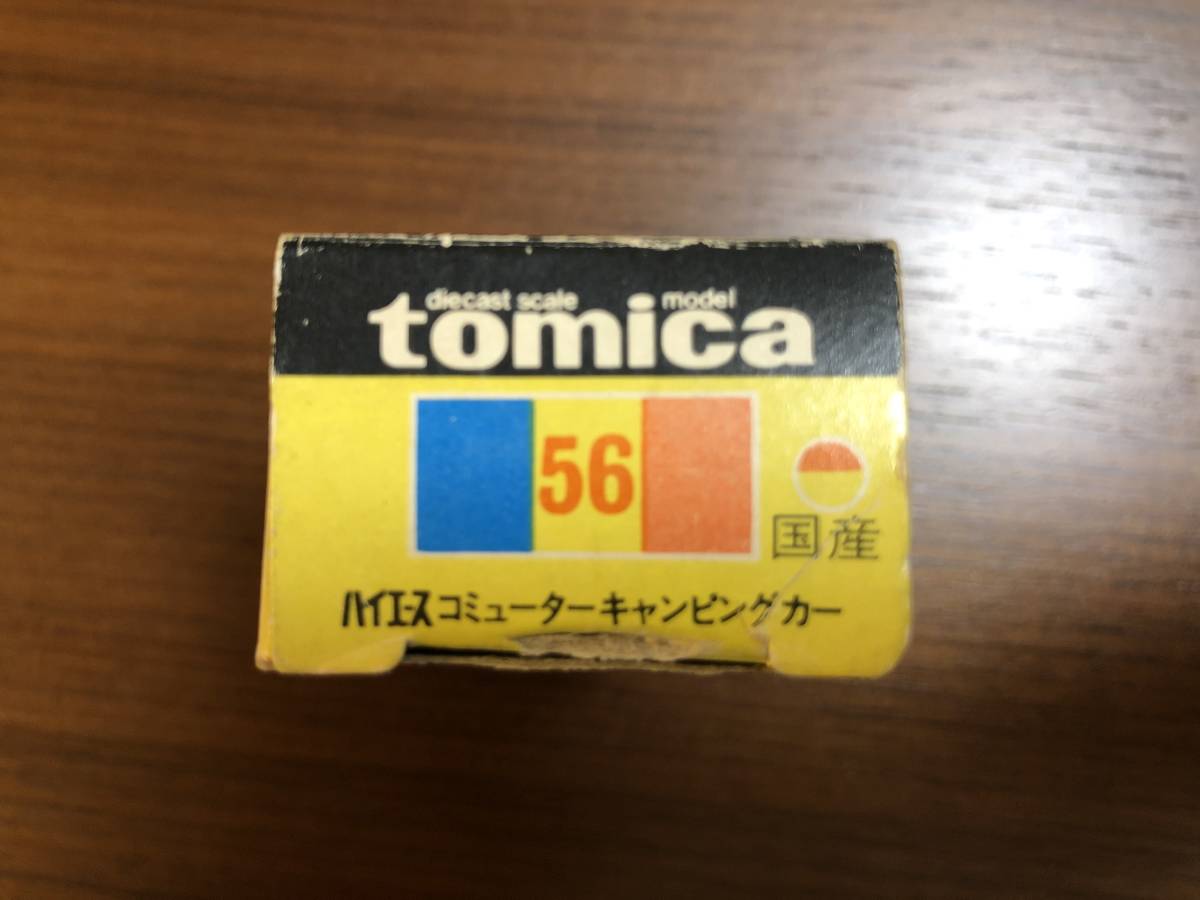 diecast scale model
tomica
56
国産
ハイエースコミューターキャンピングカー